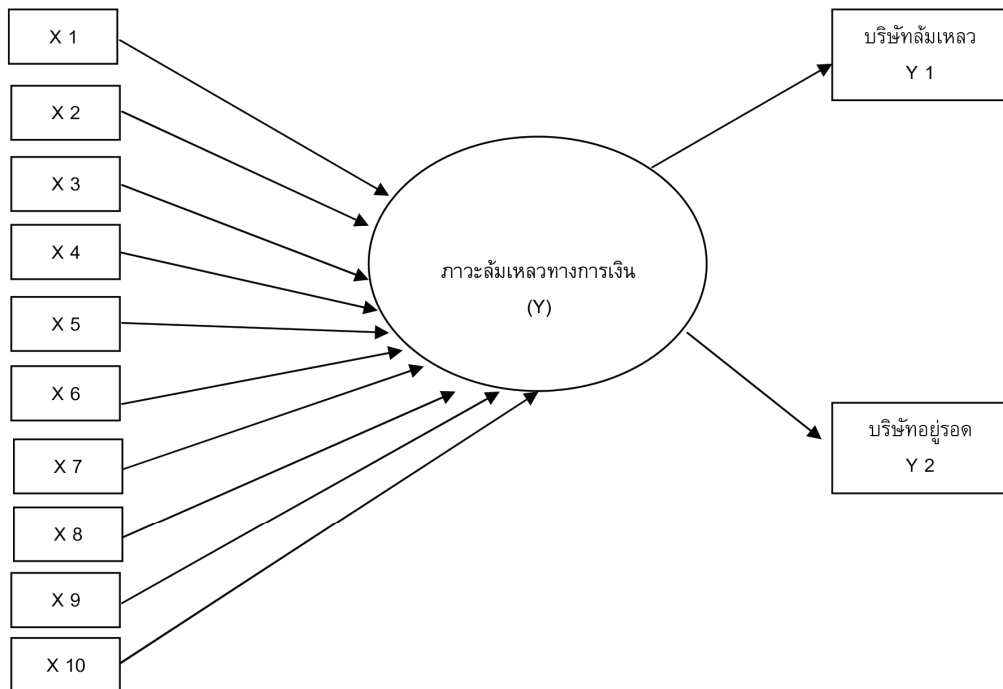 X 1
X 2
X 3
X 4
X 5
X 6
X 7
X 8
X 9
X 10
ภาวะล้มเหลวทางการเงิน
(Y)
บริษัทล้มเหลว
Y 1
บริษัทอยู่รอด
Y 2